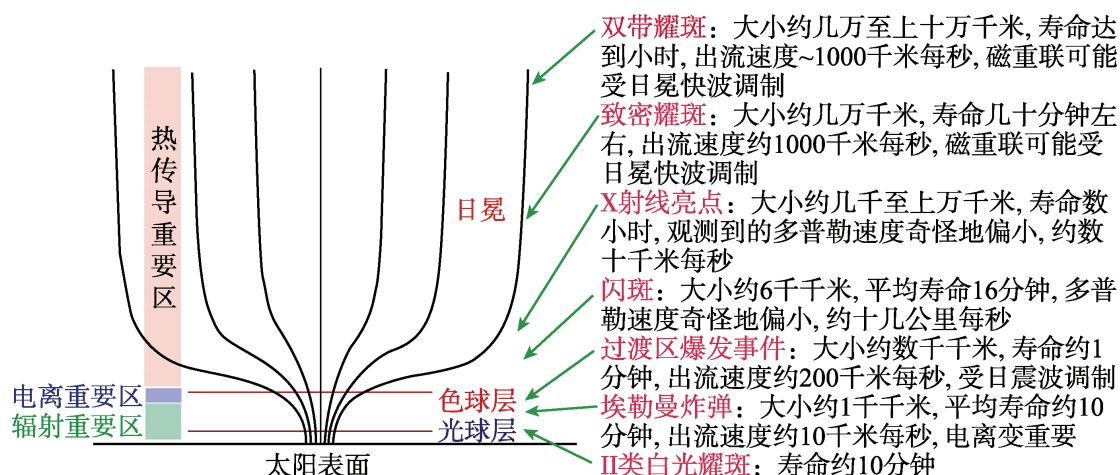 双带耀斑：大小约几万至上十万千米, 寿命达
到小时, 出流速度~1000千米每秒, 磁重联可能
受日冕快波调制
致密耀斑：大小约几万千米, 寿命几十分钟左
右, 出流速度约1000千米每秒, 磁重联可能受
日冕快波调制
X射线亮点：大小约几千至上万千米, 寿命数
小时, 观测到的多普勒速度奇怪地偏小, 约数
十千米每秒
闪斑：大小约6千千米, 平均寿命16分钟, 多普
勒速度奇怪地偏小, 约十几公里每秒
过渡区爆发事件：大小约数千千米, 寿命约1
分钟, 出流速度约200千米每秒, 受日震波调制
埃勒曼炸弹：大小约1千千米, 平均寿命约10
分钟, 出流速度约10千米每秒, 电离变重要
II类白光耀斑：寿命约10分钟
热传导重要区
日冕
电离重要区
辐射重要区
色球层
光球层
太阳表面